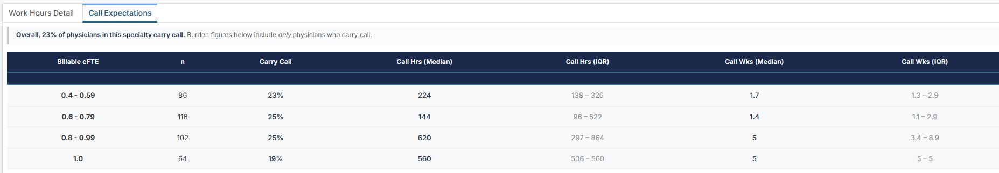 Work Hours Detail Call Expectations
Overall, 23% of physicians in this specialty carry call. Burden figures below include only physicians who carry call.
Billable cFTE n Carry Call Call Hrs (Median) Call Hrs (IQR) Call Wks (Median) Call Wks (IQR)
0.4 - 0.59 86 23% 224 138 – 326 1.7 1.3 – 2.9
0.6 - 0.79 116 25% 144 96 – 522 1.4 1.1 – 2.9
0.8 - 0.99 102 25% 620 297 – 864 5 3.4 – 8.9
1.0 64 19% 560 506 – 560 5 5 – 5